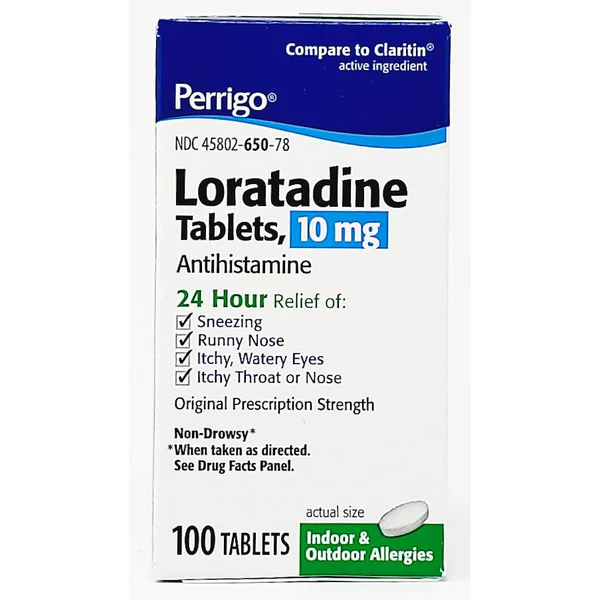 Compare to Claritin®
active ingredient
Perrigo®
NDC 45802-650-78
Loratadine
Tablets, 10 mg
Antihistamine
24 Hour Relief of:
Sneezing
Runny Nose
Itchy, Watery Eyes
Itchy Throat or Nose
Original Prescription Strength
Non-Drowsy*
*When taken as directed.
See Drug Facts Panel.
actual size
100 TABLETS
Indoor &
Outdoor Allergies